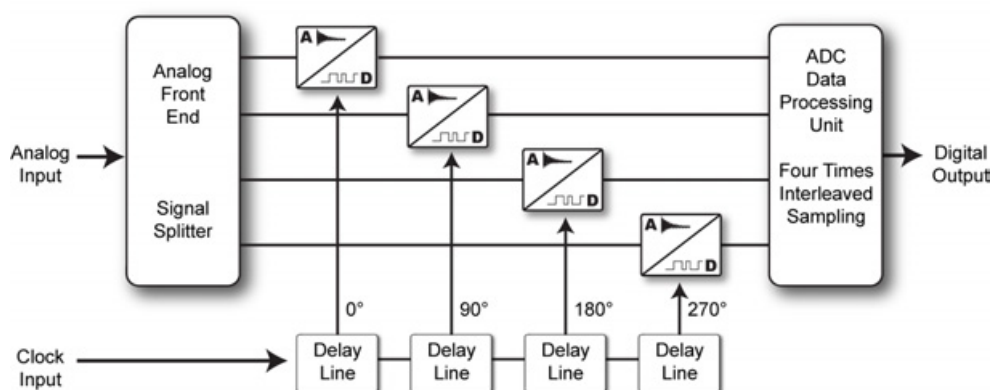 Analog
Front
End
Signal
Splitter
Analog
Input
A
D
A
D
A
D
A
D
ADC
Data
Processing
Unit
Four Times
Interleaved
Sampling
Digital
Output
0°
90°
180°
270°
Clock
Input
Delay
Line
Delay
Line
Delay
Line
Delay
Line